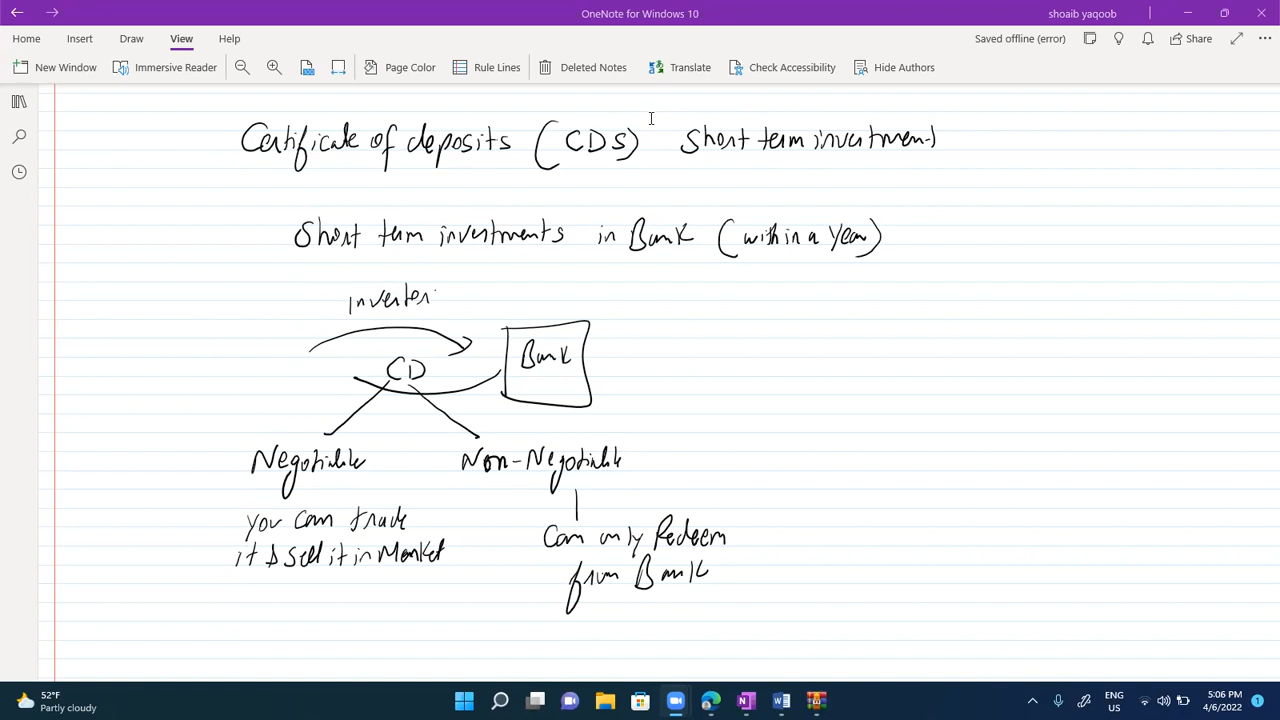 OneNote for Windows 10
shoaib yaqoob
Home Insert Draw View Help
Saved offline (error) Share
New Window Immersive Reader Page Color Rule Lines Deleted Notes Translate Check Accessibility Hide Authors
Certificate of deposits (CDS) Short term investment
Short term investments in Bank (within a year)
Invester
CD
Bank
Negotiable Non-Negotiable
you can trade
it & Sell it in Market
Can only Redeem
from Bank
52°F
Partly cloudy
ENG
US
5:06 PM
4/6/2022
1